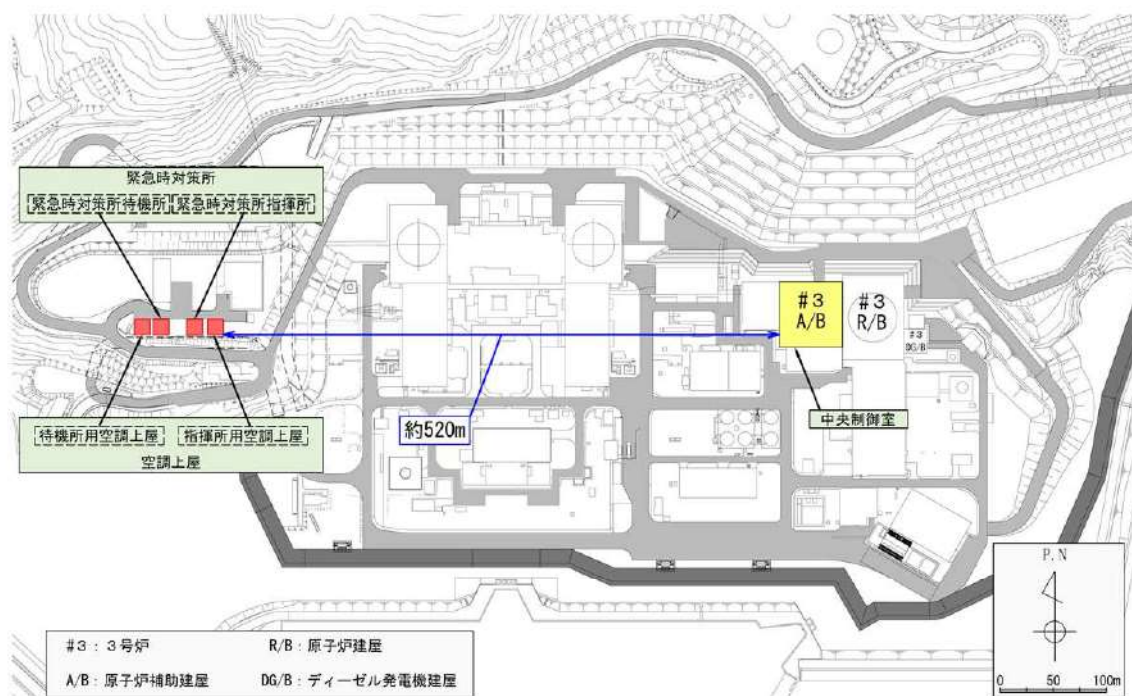 緊急時対策所
緊急時対策所待機所 緊急時対策所指揮所
#3
A/B
#3
R/B
#3
DG/B
待機所用空調上屋 指揮所用空調上屋
空調上屋
約520m
中央制御室
P.N
0 50 100m
#3:3号炉 R/B:原子炉建屋
A/B:原子炉補助建屋 DG/B:ディーゼル発電機建屋